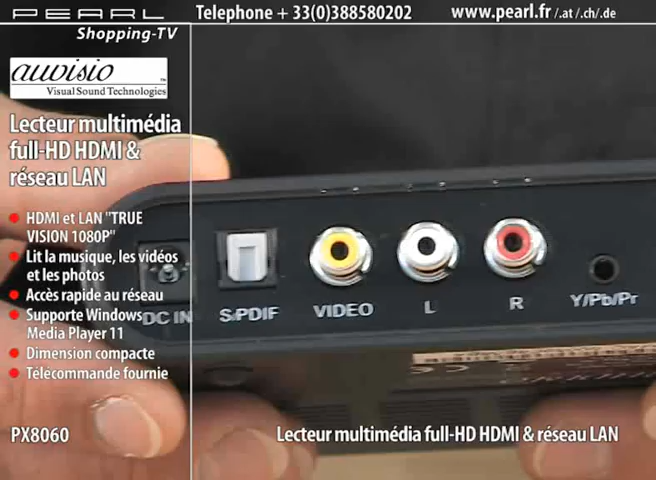 PEARL
Shopping-TV
Telephone + 33(0)388580202
www.pearl.fr /.at /.ch/.de
auvisio
Visual Sound Technologies
Lecteur multimédia
full-HD HDMI &
réseau LAN
HDMI et LAN "TRUE
VISION 1080P"
Lit la musique, les vidéos
et les photos
Accès rapide au réseau
Supporte Windows
Media Player 11
Dimension compacte
Télécommande fournie
PX8060
DC IN
S/PDIF
VIDEO
L
R
Y/Pb/Pr
Lecteur multimédia full-HD HDMI & réseau LAN